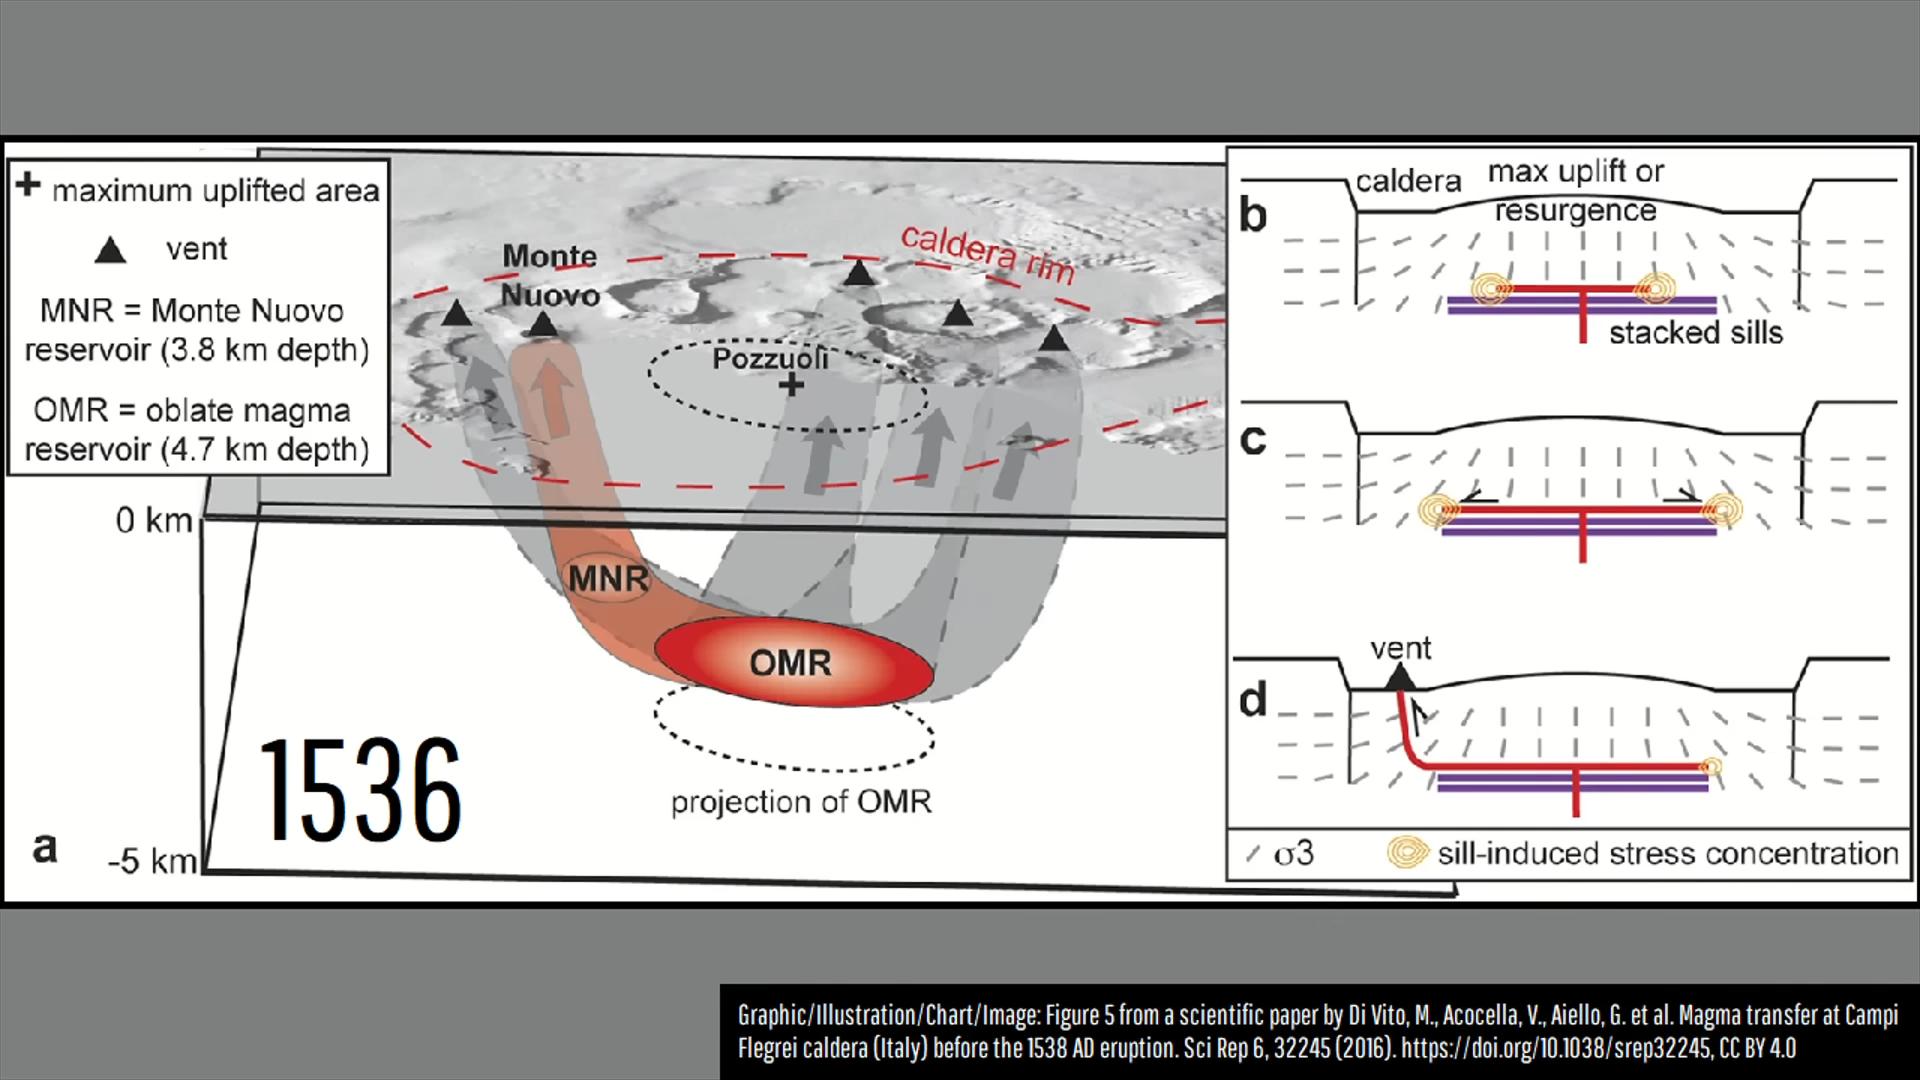 + maximum uplifted area
vent
MNR = Monte Nuovo
reservoir (3.8 km depth)
OMR = oblate magma
reservoir (4.7 km depth)
Monte
Nuovo
caldera rim
Pozzuoli
+
0 km
MNR
OMR
projection of OMR
1536
a
-5 km
b
caldera
max uplift or
resurgence
stacked sills
c
vent
d
σ3
sill-induced stress concentration
Graphic/Illustration/Chart/Image: Figure 5 from a scientific paper by Di Vito, M., Acocella, V., Aiello, G. et al. Magma transfer at Campi
Flegrei caldera (Italy) before the 1538 AD eruption. Sci Rep 6, 32245 (2016). https://doi.org/10.1038/srep32245, CC BY 4.0